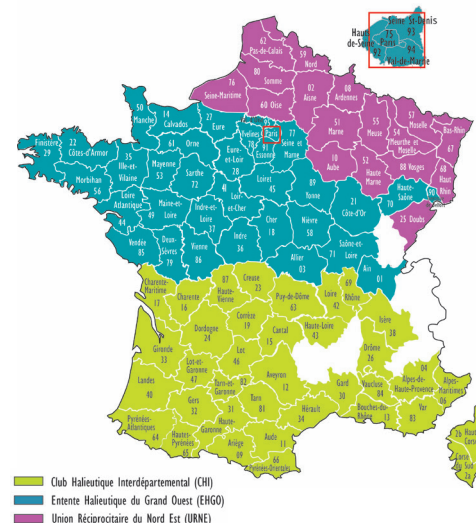 Seine St-Denis
93
Hauts
de-Seine
92
75
Paris
94
Val-de-Marne
62
Pas-de-Calais
59
Nord
80
Somme
76
Seine-Maritime
02
Aisne
08
Ardennes
60 Oise
50
Manche
14
Calvados
27
Eure
95
Paris
Yvelines
78
91
Essonne
77
Seine et
Marne
51
Marne
55
Meuse
57
Moselle
54
Meurthe et
Moselle
Bas-Rhin
67
Finistère
29
22
Côtes-d'Armor
35
Ille-et-
Vilaine
61
Orne
Mayenne
53
Sarthe
72
Eure-
et-Loir
28
10
Aube
52
Haute
Marne
88 Vosges
68
Haut
Rhin
Morbihan
56
Loire
Atlantique
44
Maine-et-
Loire
49
Indre-et-
Loire
37
41
Loir-
et-Cher
Loiret
45
89
Yonne
21
Côte-d'Or
Haute-
Saône
70
90
25 Doubs
Vendée
85
Deux-
Sèvres
79
Vienne
86
Indre
36
Cher
18
Nièvre
58
Saône-et-
Loire
71
Allier
03
Ain
01
Charente-
Maritime
17
Charente
16
87
Haute-
Vienne
Creuse
23
Puy-de-Dôme
63
Loire
42
69
Rhône
Isère
38
Dordogne
24
Corrèze
19
Cantal
15
Haute-Loire
43
Drôme
26
Gironde
33
Lot-et-
Garonne
47
Lot
46
Aveyron
12
04
Alpes-de-
Haute-Provence
Alpes-
Maritimes
06
Landes
40
Gers
32
82
Tarn-et-
Garonne
Tarn
81
Gard
30
Vaucluse
84
Bouches-du-
Rhône
13
Var
83
Pyrénées-
Atlantiques
64
Hautes-
Pyrénées
65
31
Haute-
Garonne
Ariège
09
Hérault
34
Aude
11
66
Pyrénées-Orientales
2b Haute
Corse
Corse
du Sud
2a
Club Halieutique Interdépartemental (CHI)
Entente Halieutique du Grand Ouest (EHGO)
Union Réciprocitaire du Nord Est (URNE)